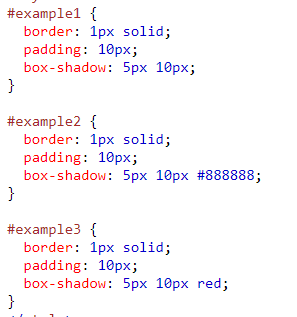 #example1 {
  border: 1px solid;
  padding: 10px;
  box-shadow: 5px 10px;
}

#example2 {
  border: 1px solid;
  padding: 10px;
  box-shadow: 5px 10px #888888;
}

#example3 {
  border: 1px solid;
  padding: 10px;
  box-shadow: 5px 10px red;
}